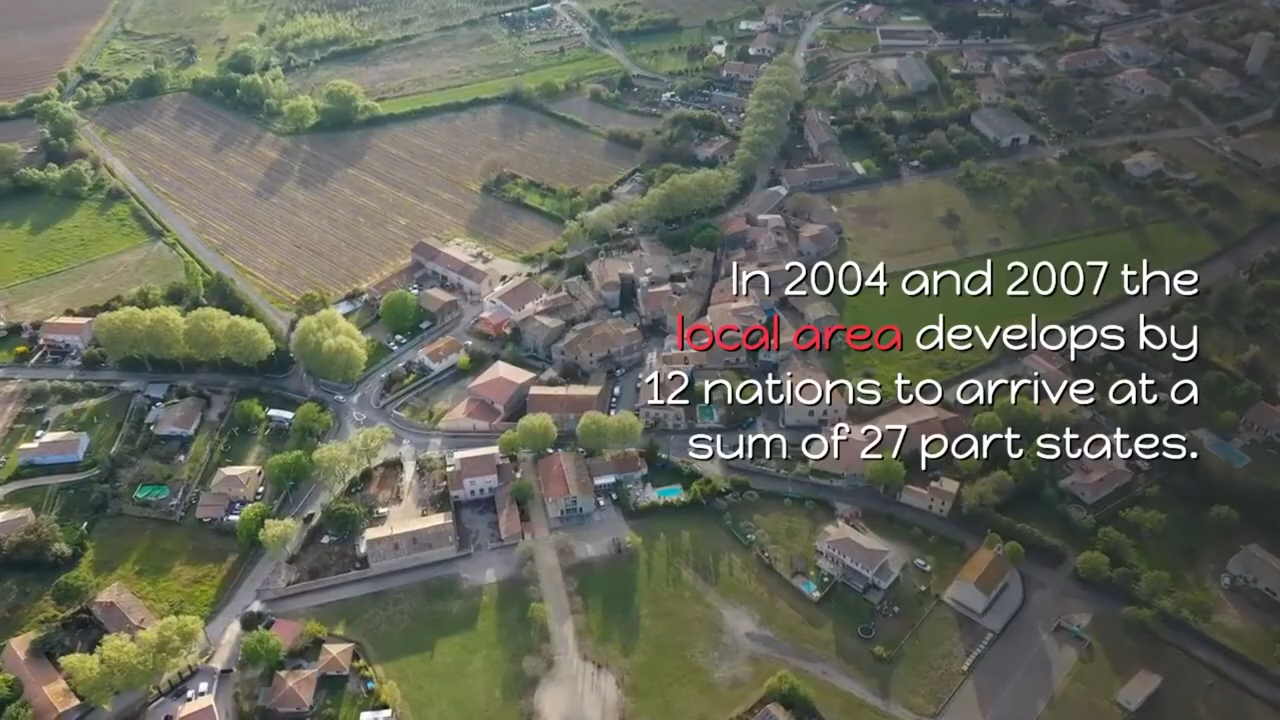 In 2004 and 2007 the
local area develops by
12 nations to arrive at a
sum of 27 part states.